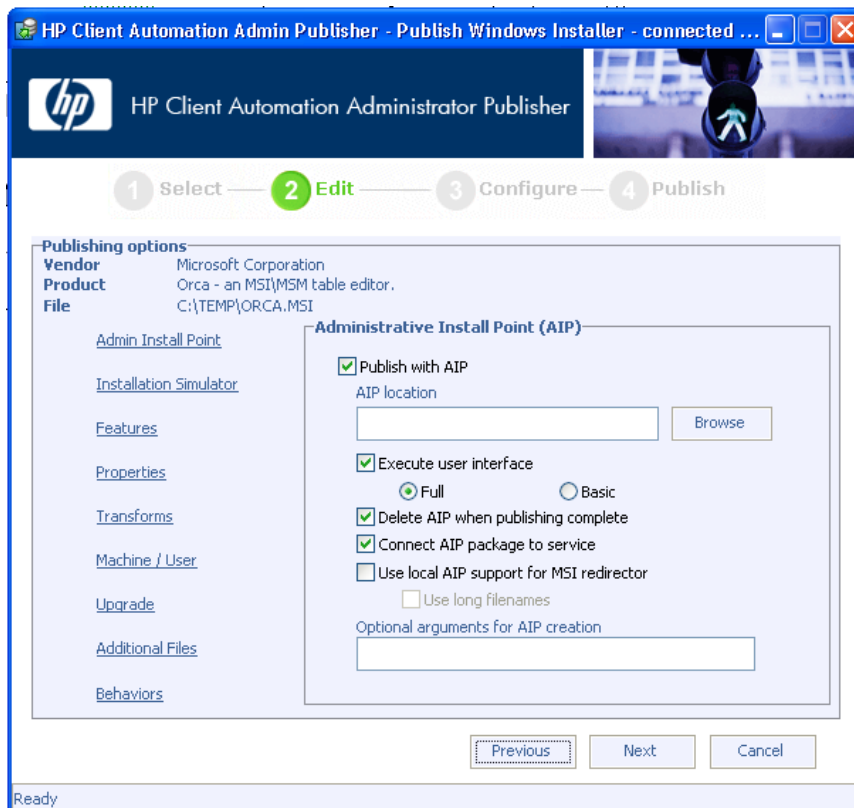 HP Client Automation Admin Publisher - Publish Windows Installer - connected ...
hp HP Client Automation Administrator Publisher
1 Select 2 Edit 3 Configure 4 Publish
Publishing options
Vendor Microsoft Corporation
Product Orca - an MSI\MSM table editor.
File C:\TEMP\ORCA.MSI
Admin Install Point
Installation Simulator
Features
Properties
Transforms
Machine / User
Upgrade
Additional Files
Behaviors
Administrative Install Point (AIP)
Publish with AIP
AIP location
Browse
Execute user interface
Full Basic
Delete AIP when publishing complete
Connect AIP package to service
Use local AIP support for MSI redirector
Use long filenames
Optional arguments for AIP creation
Previous Next Cancel
Ready